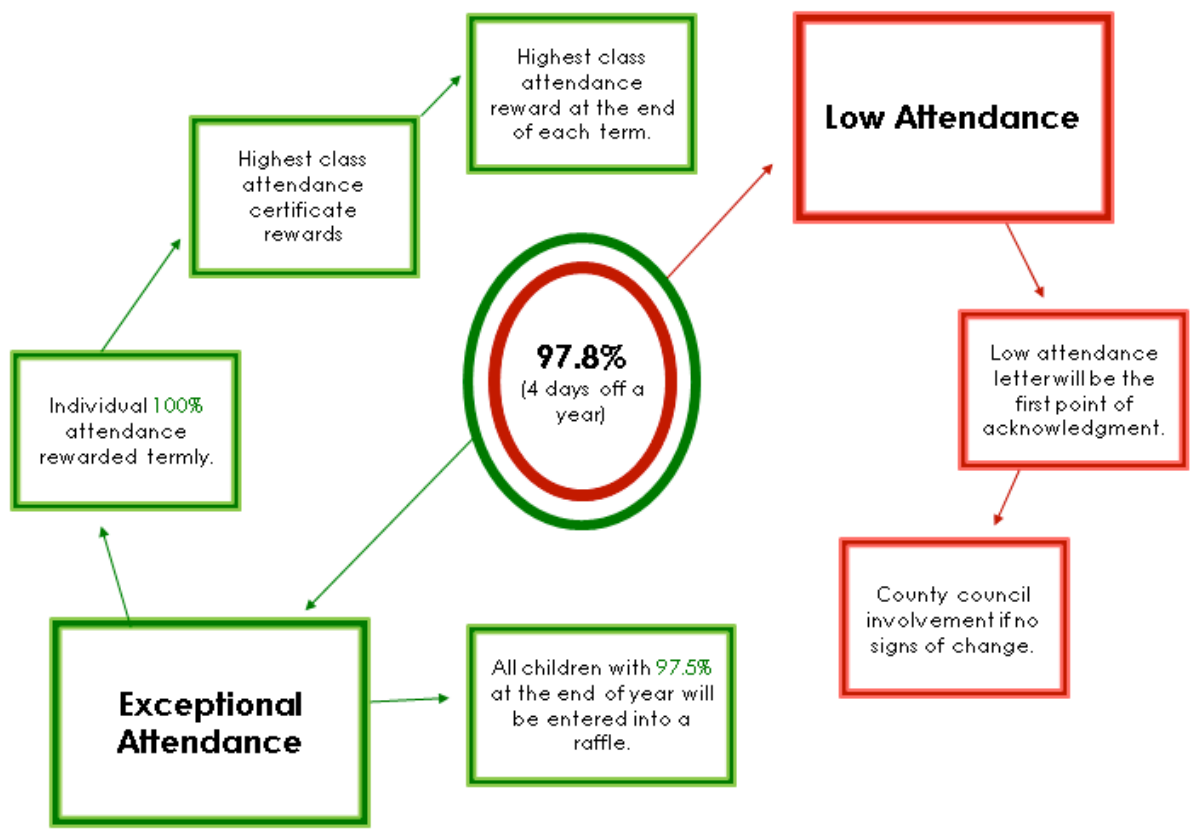 Highest class
attendance
reward at the end
of each term.
Low Attendance
Highest class
attendance
certificate
rewards
97.8%
(4 days off a
year)
Individual 100%
attendance
rewarded termly.
Low attendance
letter will be the
first point of
acknowledgment.
County council
involvement if no
signs of change.
Exceptional
Attendance
All children with 97.5%
at the end of year will
be entered into a
raffle.